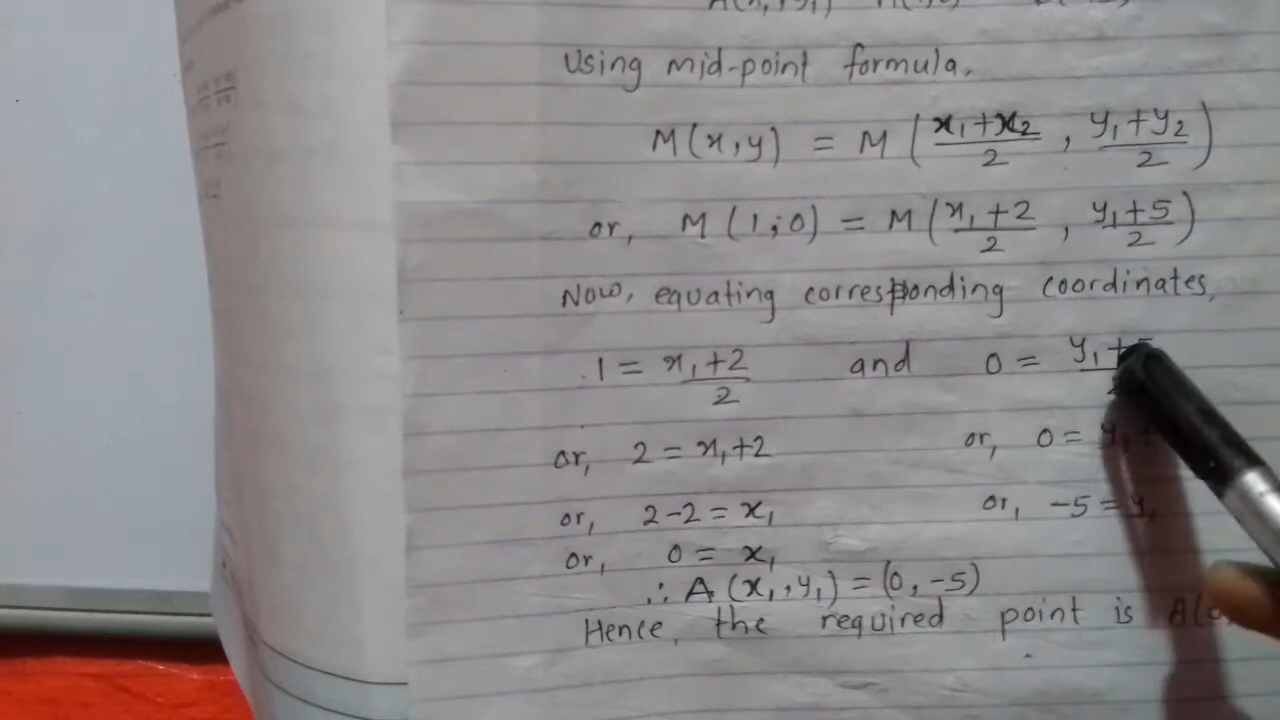 Using mid-point formula,
M(x,y) = M (x₁+x₂/2 , y₁+y₂/2)
or, M (1,0) = M (x₁+2/2 , y₁+5/2)
Now, equating corresponding coordinates,
1 = x₁+2/2 and 0 = y₁+
or, 2 = x₁+2 or, 0 =
or, 2-2 = x₁ or, -5 = y₁
or, 0 = x₁
∴ A (x₁,y₁) = (0,-5)
Hence, the required point is